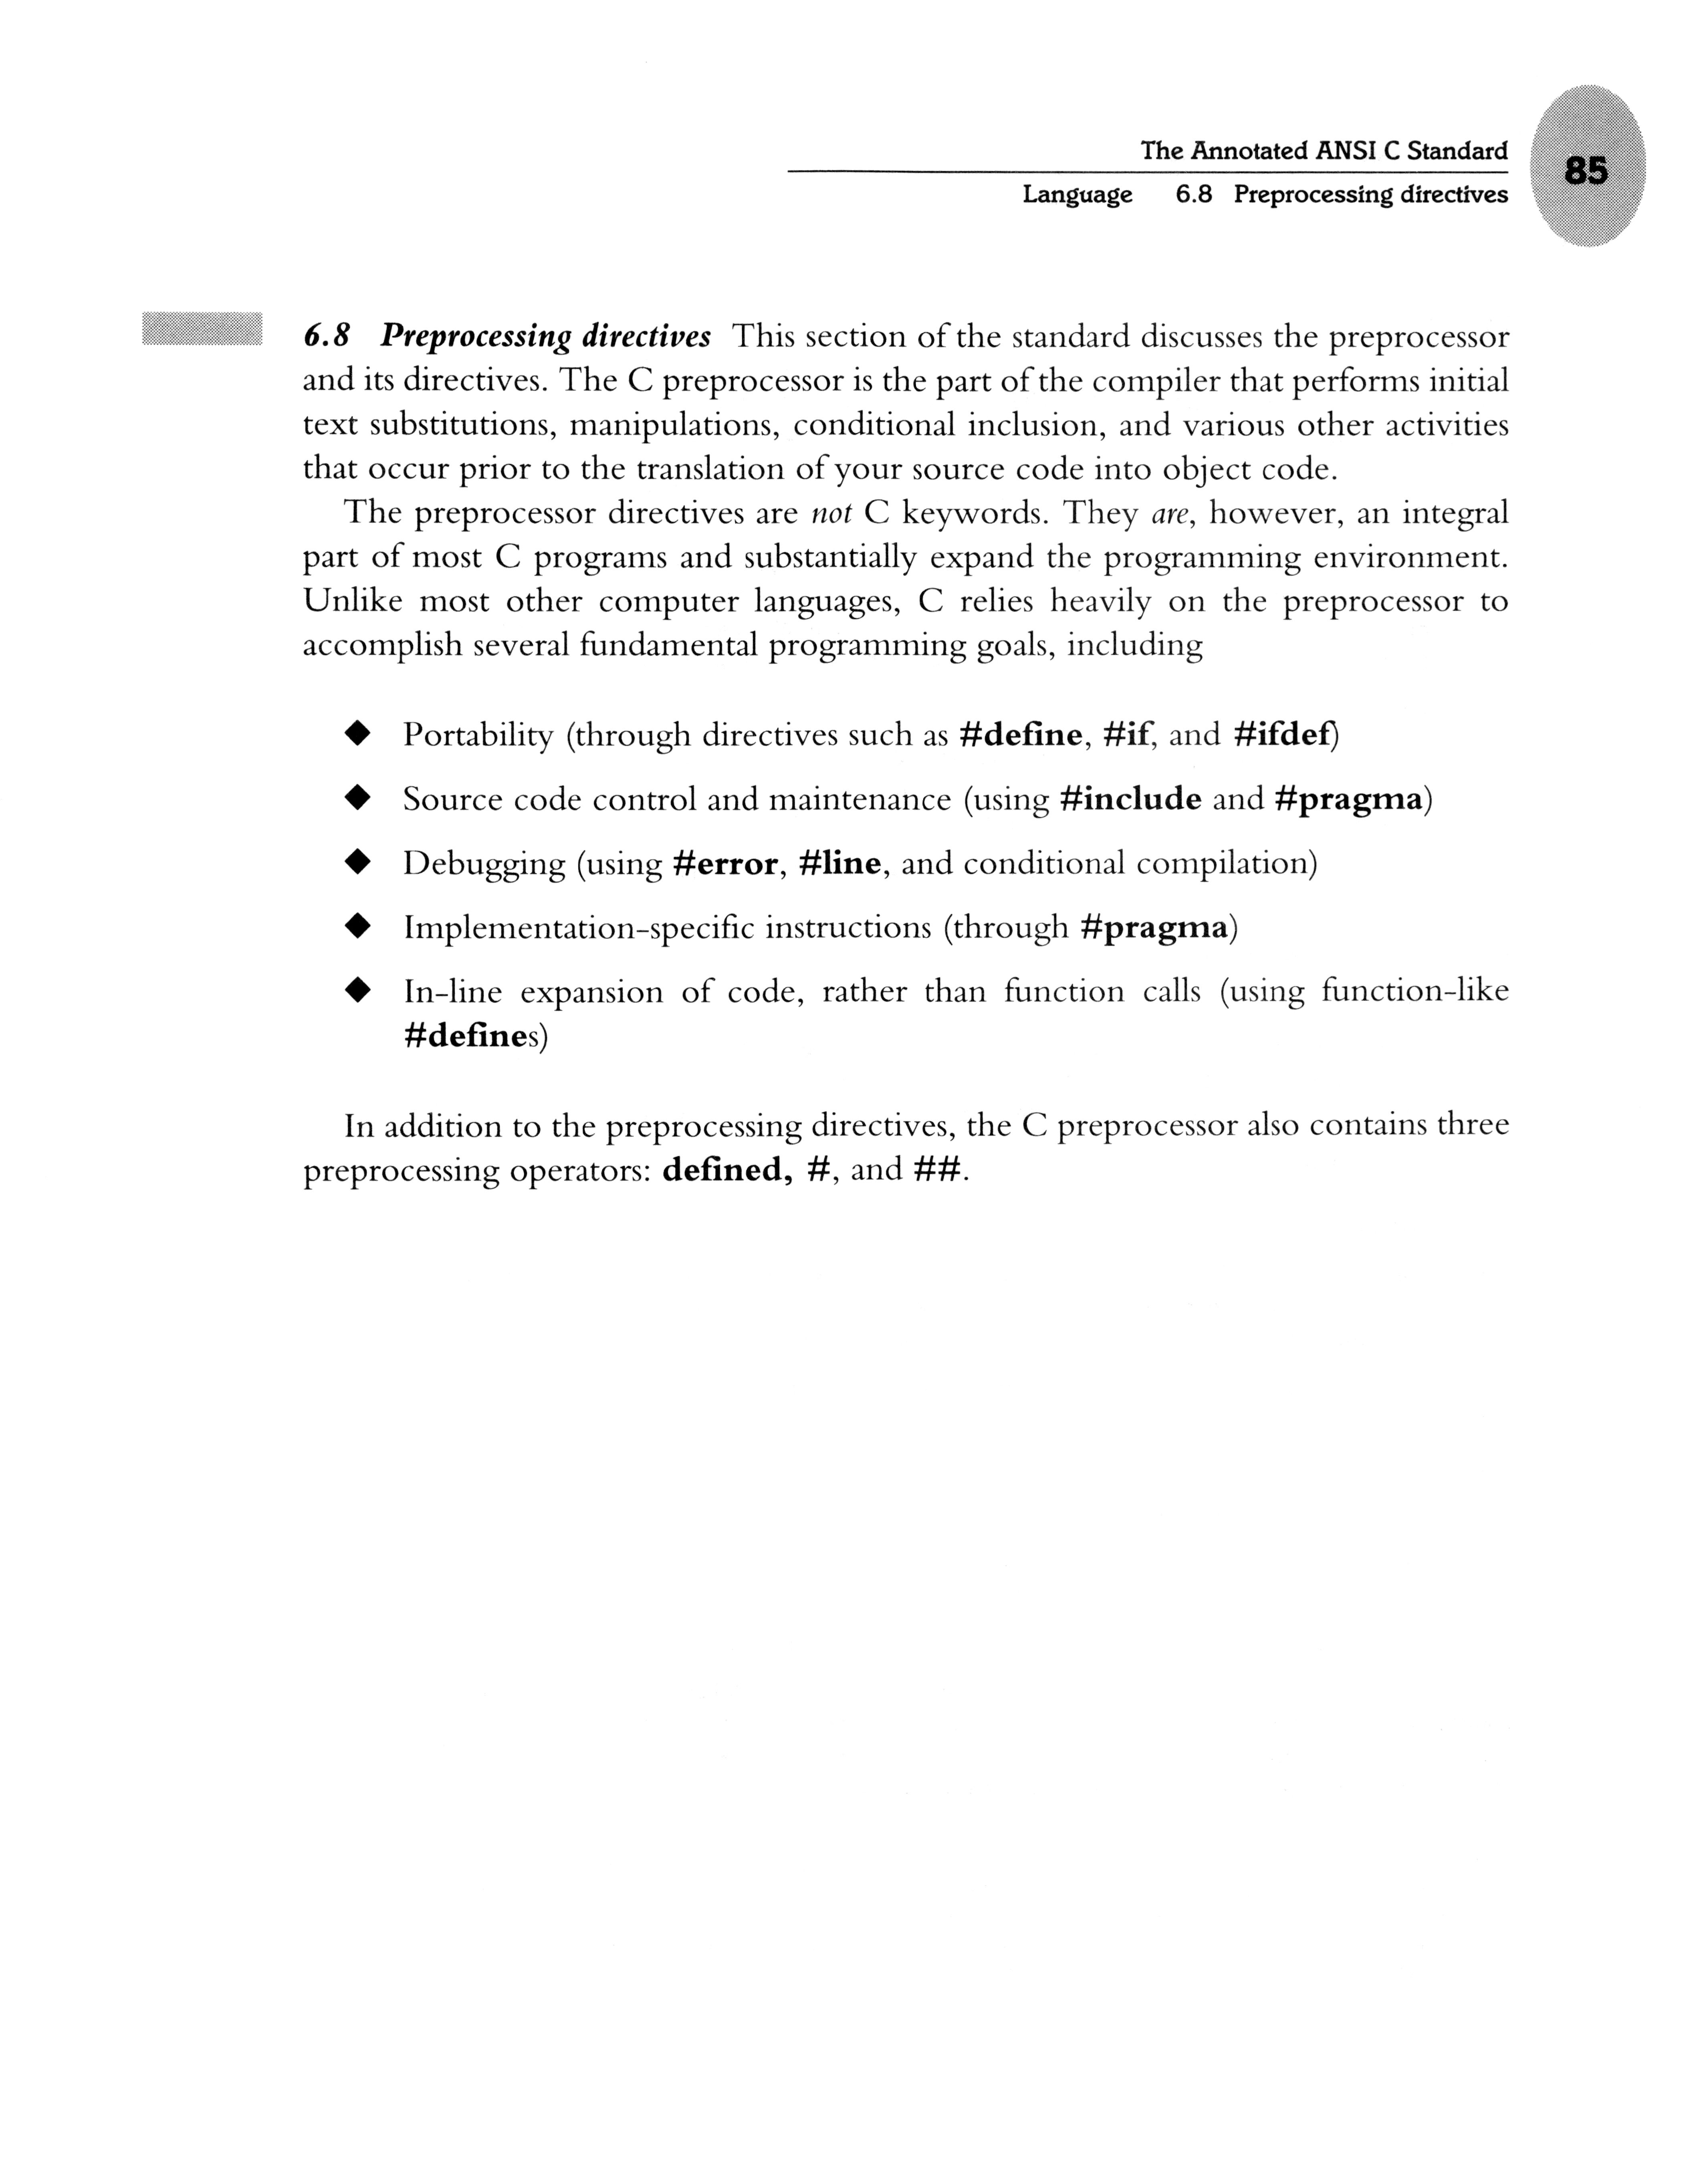 The Annotated ANSI C Standard
85
Language 6.8 Preprocessing directives
6.8 Preprocessing directives This section of the standard discusses the preprocessor
and its directives. The C preprocessor is the part of the compiler that performs initial
text substitutions, manipulations, conditional inclusion, and various other activities
that occur prior to the translation of your source code into object code.
The preprocessor directives are not C keywords. They are, however, an integral
part of most C programs and substantially expand the programming environment.
Unlike most other computer languages, C relies heavily on the preprocessor to
accomplish several fundamental programming goals, including
◆ Portability (through directives such as #define, #if, and #ifdef)
◆ Source code control and maintenance (using #include and #pragma)
◆ Debugging (using #error, #line, and conditional compilation)
◆ Implementation-specific instructions (through #pragma)
◆ In-line expansion of code, rather than function calls (using function-like
#defines)
In addition to the preprocessing directives, the C preprocessor also contains three
preprocessing operators: defined, #, and ##.